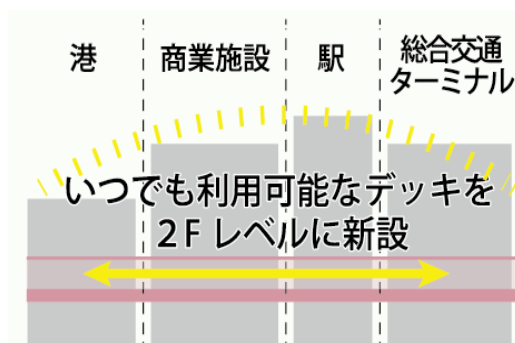 港
商業施設
駅
総合交通
ターミナル
いつでも利用可能なデッキを
２Ｆ レベルに新設